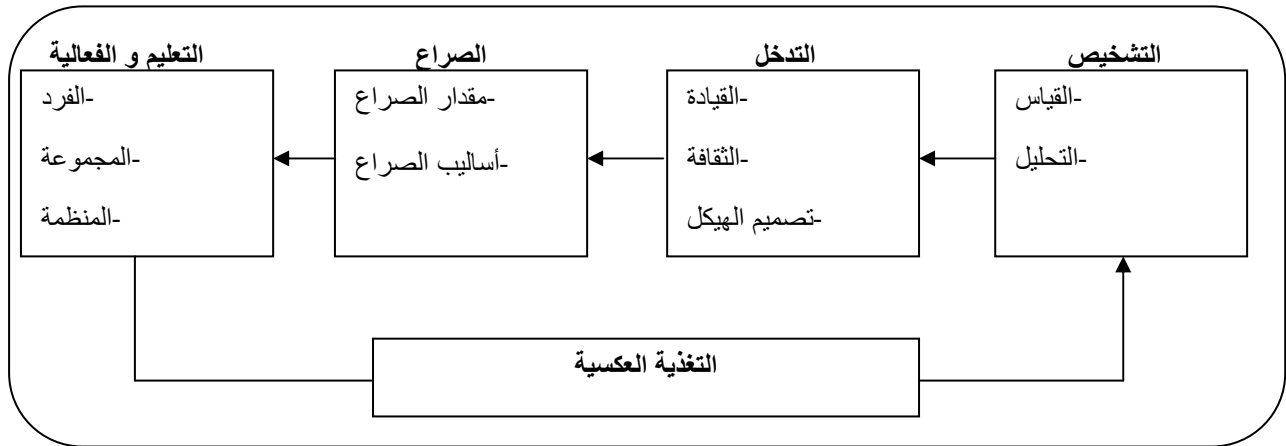 التشخيص
-القياس
-التحليل
التدخل
-القيادة
-الثقافة
-تصميم الهيكل
الصراع
-مقدار الصراع
-أساليب الصراع
التعليم و الفعالية
-الفرد
-المجموعة
-المنظمة
التغذية العكسية